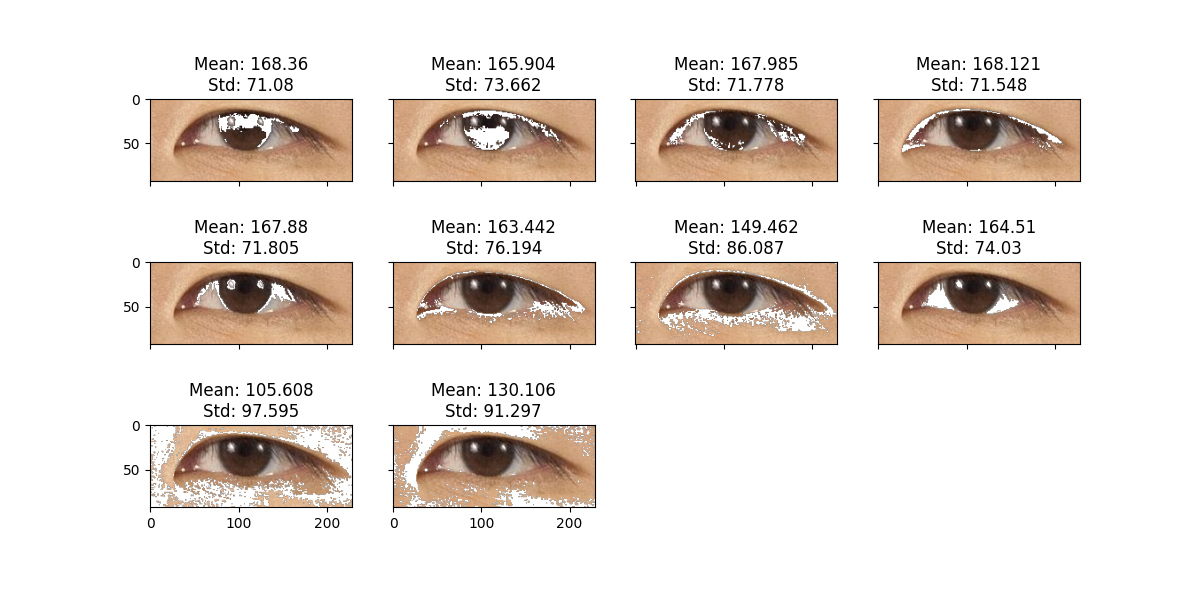 Mean: 168.36
Std: 71.08
Mean: 165.904
Std: 73.662
Mean: 167.985
Std: 71.778
Mean: 168.121
Std: 71.548
0
50
Mean: 167.88
Std: 71.805
Mean: 163.442
Std: 76.194
Mean: 149.462
Std: 86.087
Mean: 164.51
Std: 74.03
0
50
Mean: 105.608
Std: 97.595
Mean: 130.106
Std: 91.297
0
50
0
100
200
0
100
200